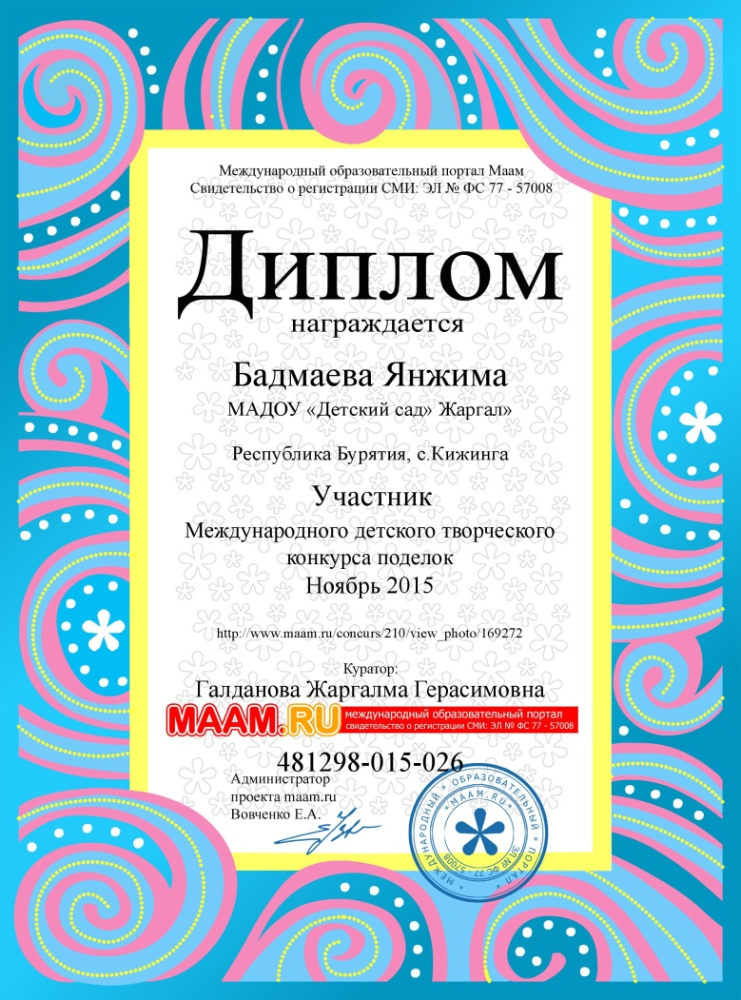 Международный образовательный портал Маам
Свидетельство о регистрации СМИ: ЭЛ № ФС 77 - 57008
Диплом
награждается
Бадмаева Янжима
МАДОУ «Детский сад» Жаргал»
Республика Бурятия, с.Кижинга
Участник
Международного детского творческого
конкурса поделок
Ноябрь 2015
http://www.maam.ru/concurs/210/view_photo/169272
Куратор:
Галданова Жаргалма Герасимовна
MAAM.RU
международный образовательный портал
свидетельство о регистрации СМИ: ЭЛ № ФС 77 - 57008
481298-015-026
Администратор
проекта maam.ru
Вовченко Е.А.
* МЕЖДУНАРОДНЫЙ * ОБРАЗОВАТЕЛЬНЫЙ * ПОРТАЛ *
* MAAM.RU *
ЭЛ № ФС 77 - 57008